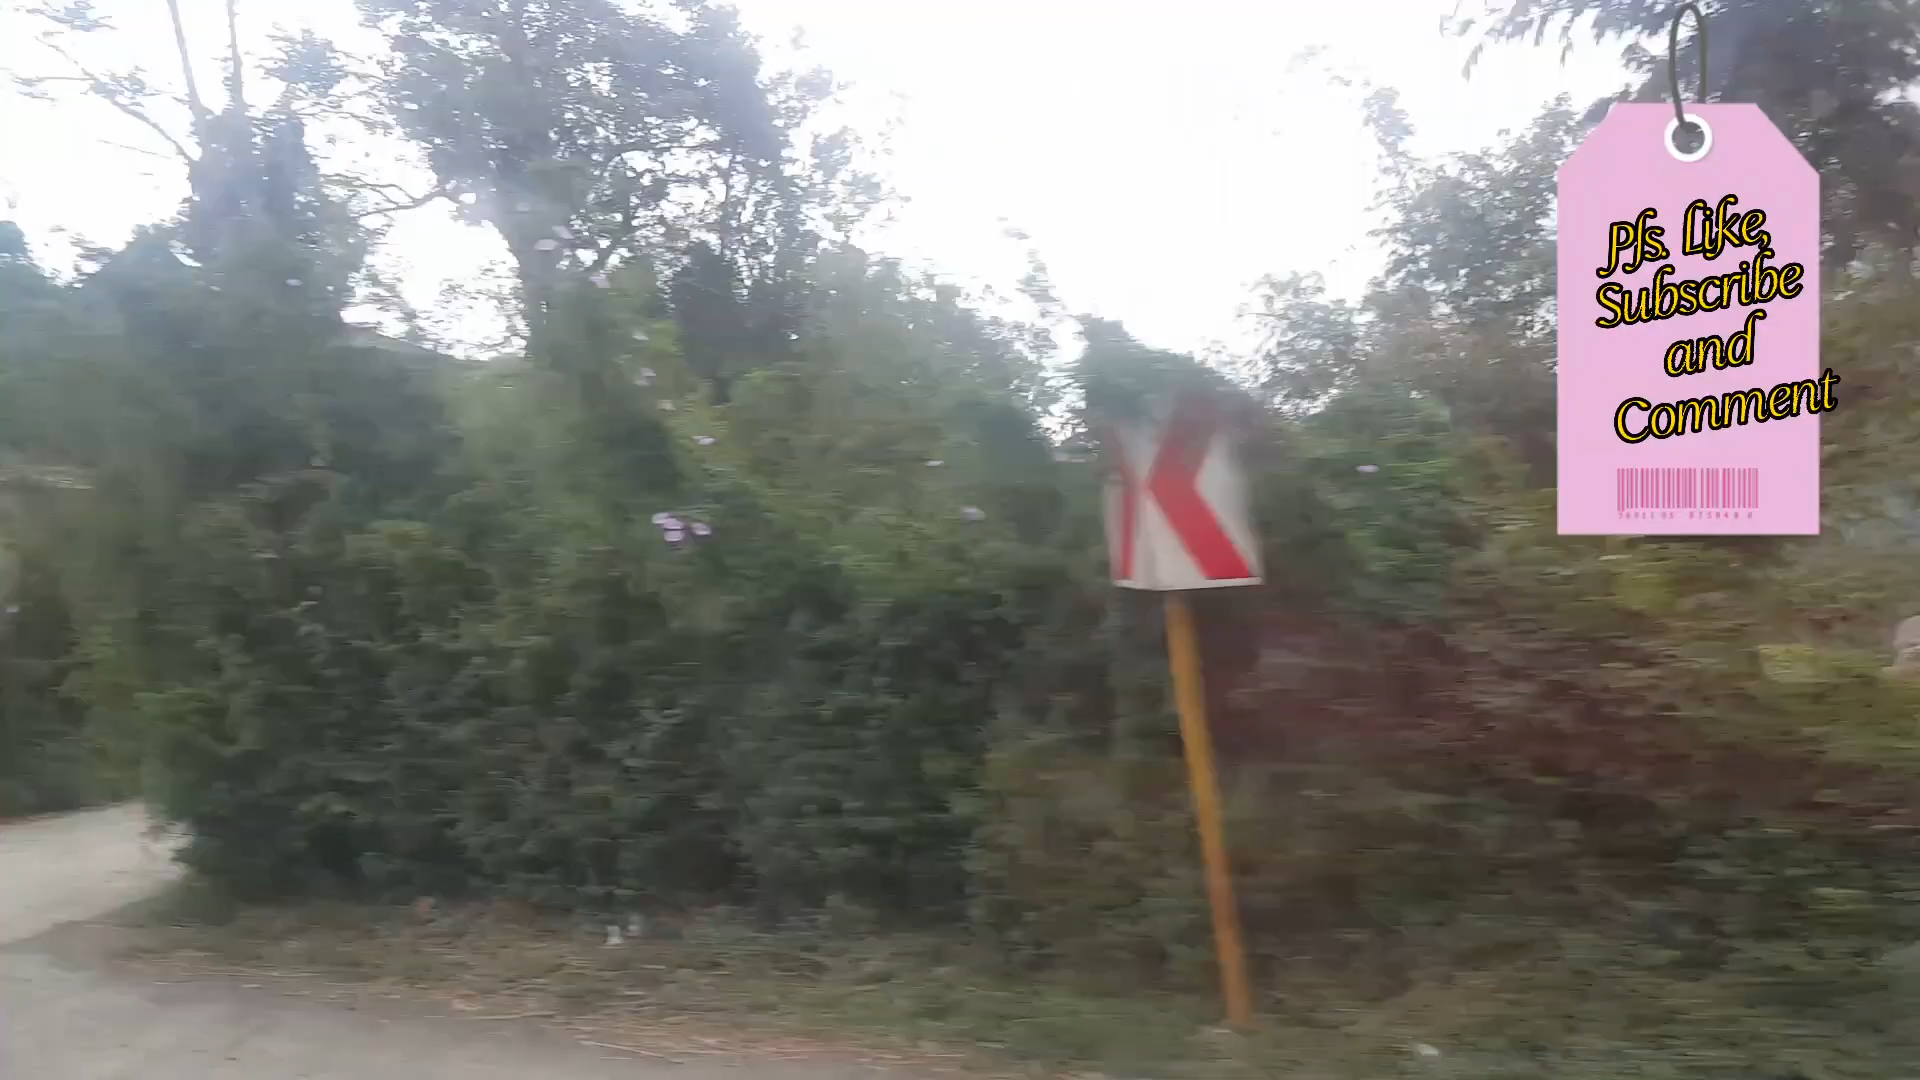 Pls. Like,
Subscribe
and
Comment